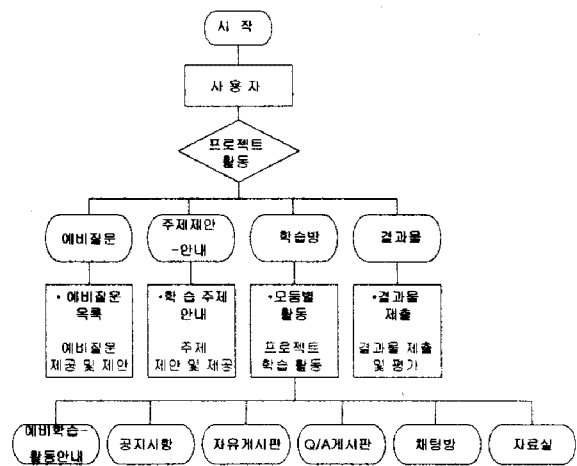 시 작
사 용 자
프로젝트
활동
예비질문
주제제안
-안내
학습방
결과물
• 예비질문
목록
예비질문
제공 및 제안
•학 습 주제
안내
주제
제안 및 제공
•모둠별
활동
프로젝트
학습 활동
•결과물
제출
결과물 제출
및 평가
예비학습-
활동안내
공지사항
자유게시판
Q/A게시판
채팅방
자료실